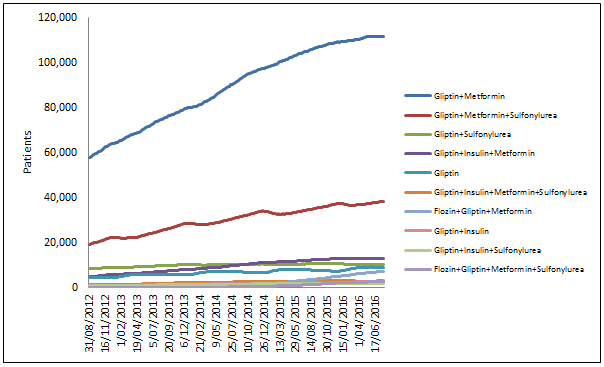 120,000
100,000
80,000
60,000
40,000
20,000
0
Patients
31/08/2012
16/11/2012
1/02/2013
19/04/2013
5/07/2013
20/09/2013
6/12/2013
21/02/2014
9/05/2014
25/07/2014
10/10/2014
26/12/2014
13/03/2015
29/05/2015
14/08/2015
30/10/2015
15/01/2016
1/04/2016
17/06/2016
Gliptin+Metformin
Gliptin+Metformin+Sulfonylurea
Gliptin+Sulfonylurea
Gliptin+Insulin+Metformin
Gliptin
Gliptin+Insulin+Metformin+Sulfonylurea
Flozin+Gliptin+Metformin
Gliptin+Insulin
Gliptin+Insulin+Sulfonylurea
Flozin+Gliptin+Metformin+Sulfonylurea